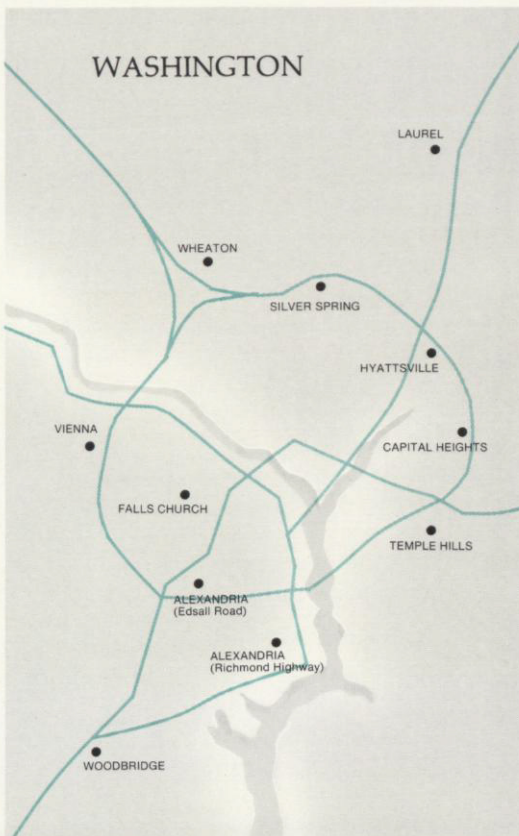 WASHINGTON
LAUREL
WHEATON
SILVER SPRING
HYATTSVILLE
VIENNA
CAPITAL HEIGHTS
FALLS CHURCH
TEMPLE HILLS
ALEXANDRIA
(Edsall Road)
ALEXANDRIA
(Richmond Highway)
WOODBRIDGE